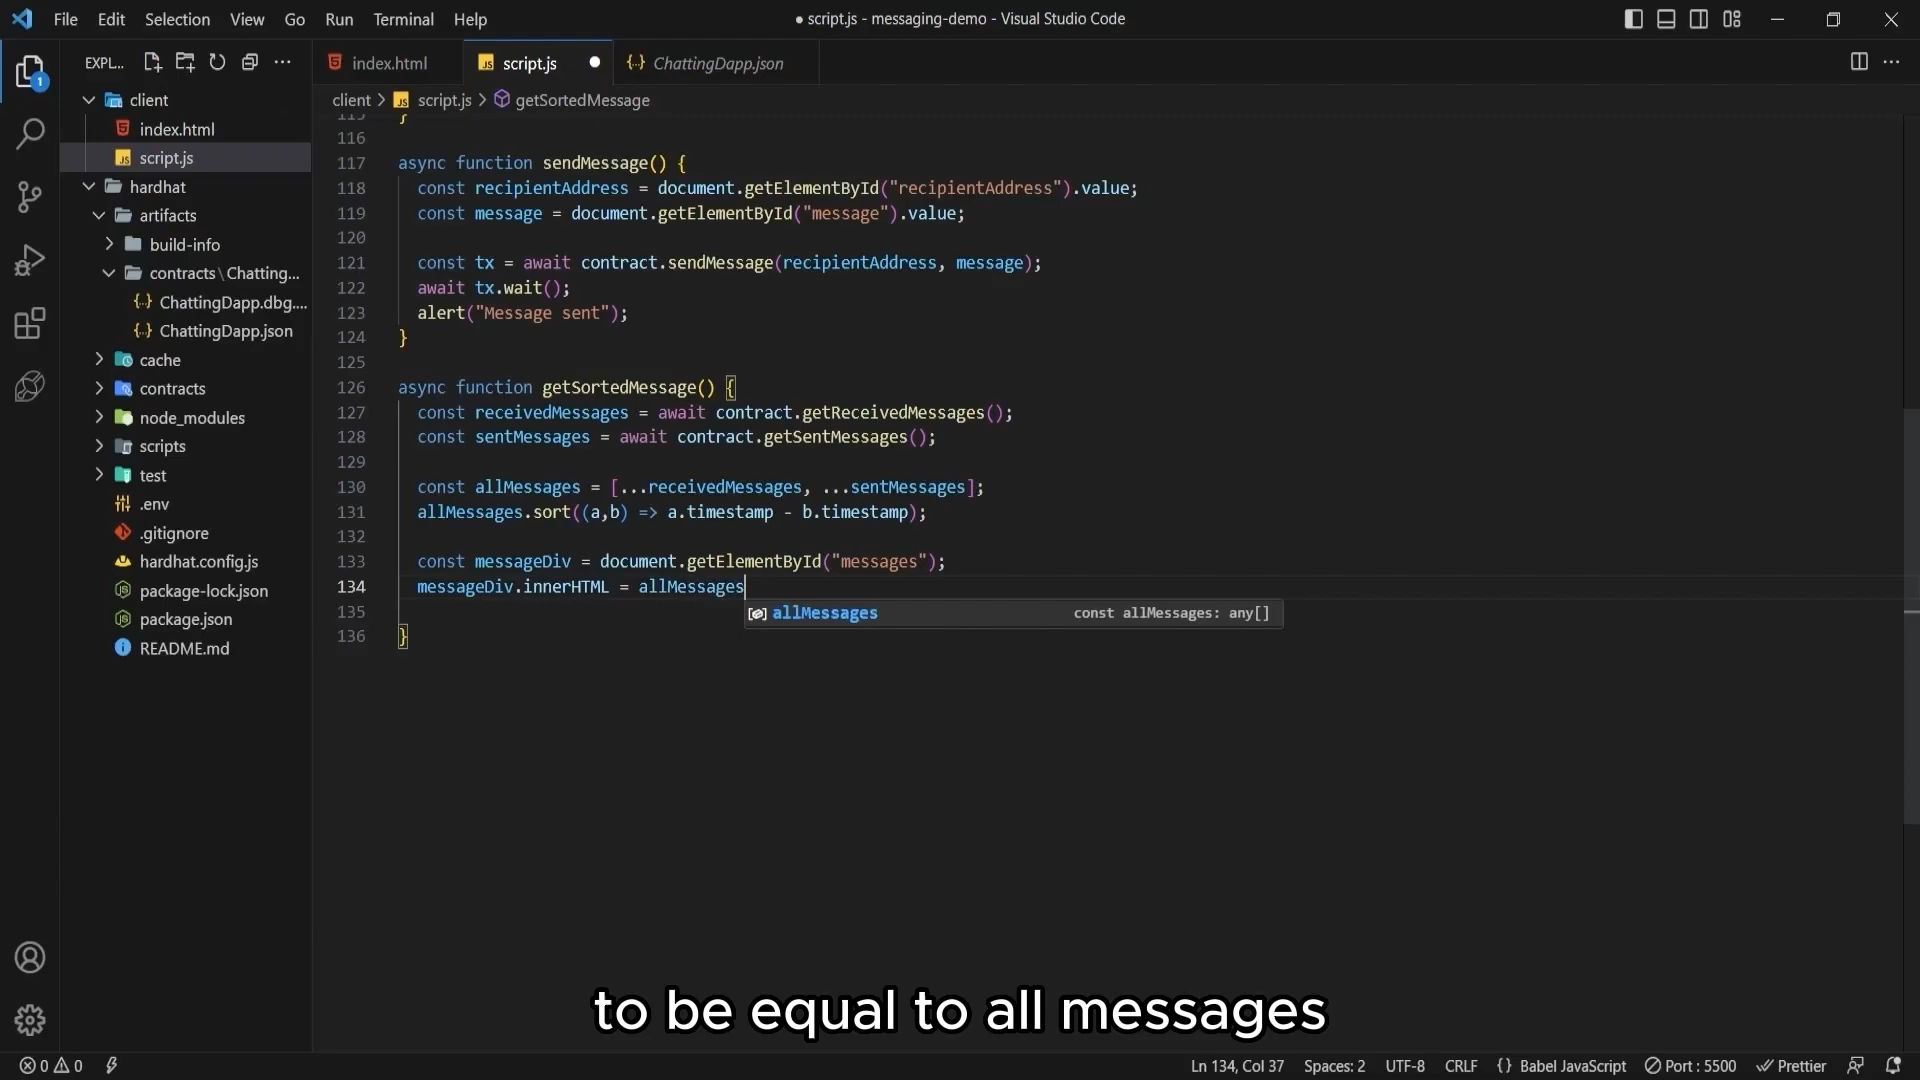 File Edit Selection View Go Run Terminal Help
● script.js - messaging-demo - Visual Studio Code
EXPL...
index.html
script.js
ChattingDapp.json
client > script.js > getSortedMessage
1
client
index.html
script.js
hardhat
artifacts
build-info
contracts\Chatting...
ChattingDapp.dbg....
ChattingDapp.json
cache
contracts
node_modules
scripts
test
.env
.gitignore
hardhat.config.js
package-lock.json
package.json
README.md
115 }
116
117 async function sendMessage() {
118 const recipientAddress = document.getElementById("recipientAddress").value;
119 const message = document.getElementById("message").value;
120
121 const tx = await contract.sendMessage(recipientAddress, message);
122 await tx.wait();
123 alert("Message sent");
124 }
125
126 async function getSortedMessage() {
127 const receivedMessages = await contract.getReceivedMessages();
128 const sentMessages = await contract.getSentMessages();
129
130 const allMessages = [...receivedMessages, ...sentMessages];
131 allMessages.sort((a,b) => a.timestamp - b.timestamp);
132
133 const messageDiv = document.getElementById("messages");
134 messageDiv.innerHTML = allMessages
allMessages const allMessages: any[]
135
136 }
to be equal to all messages
0 0
Ln 134, Col 37 Spaces: 2 UTF-8 CRLF {} Babel JavaScript Port : 5500 Prettier